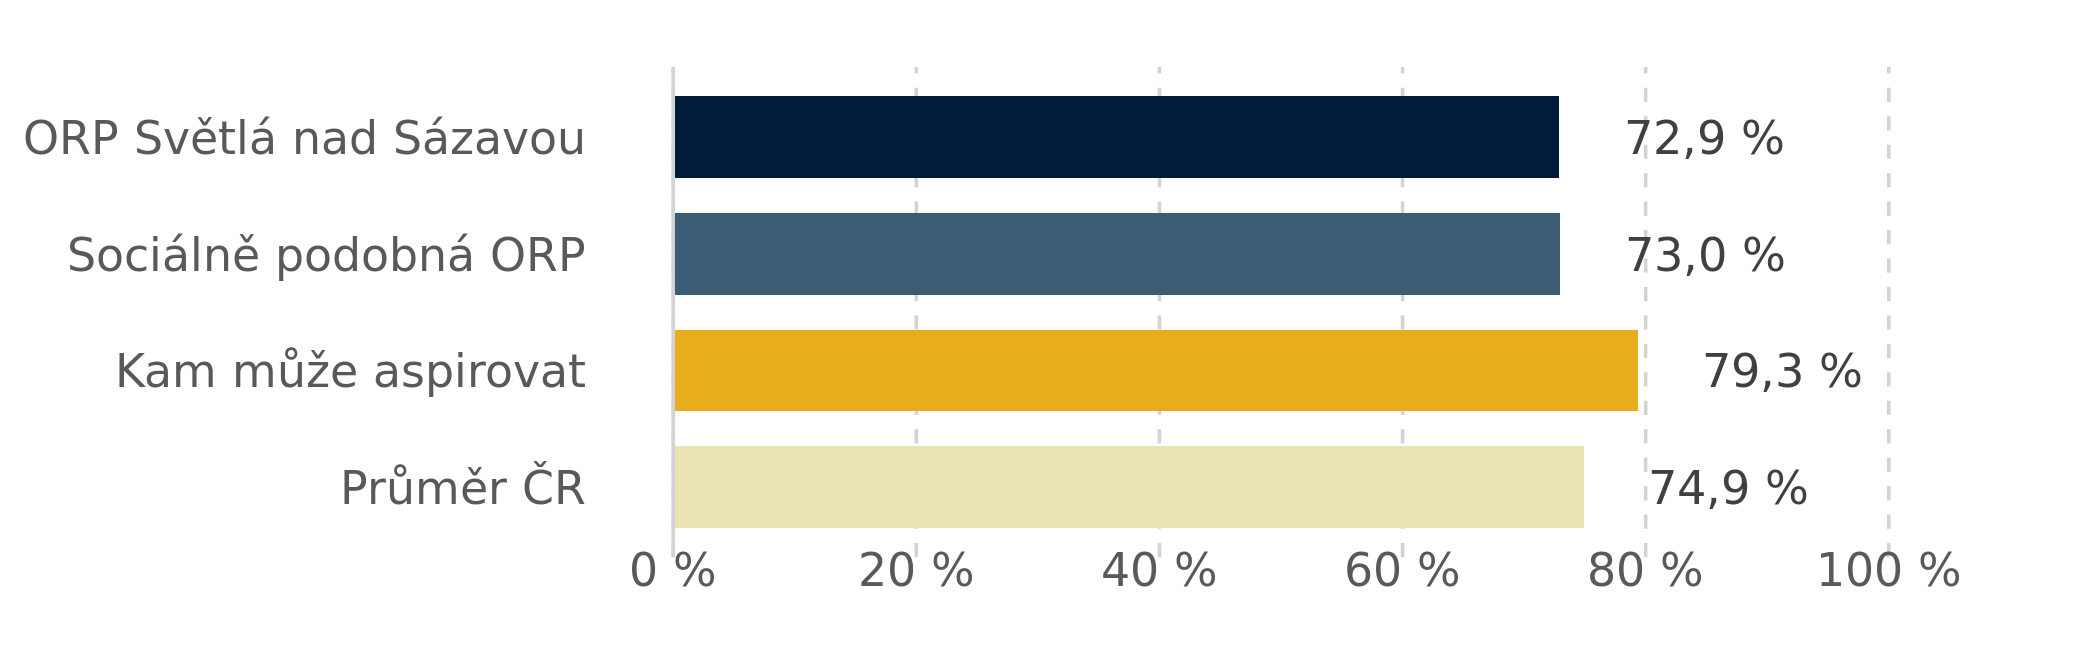 ORP Světlá nad Sázavou 72,9 %
Sociálně podobná ORP 73,0 %
Kam může aspirovat 79,3 %
Průměr ČR 74,9 %
0 % 20 % 40 % 60 % 80 % 100 %